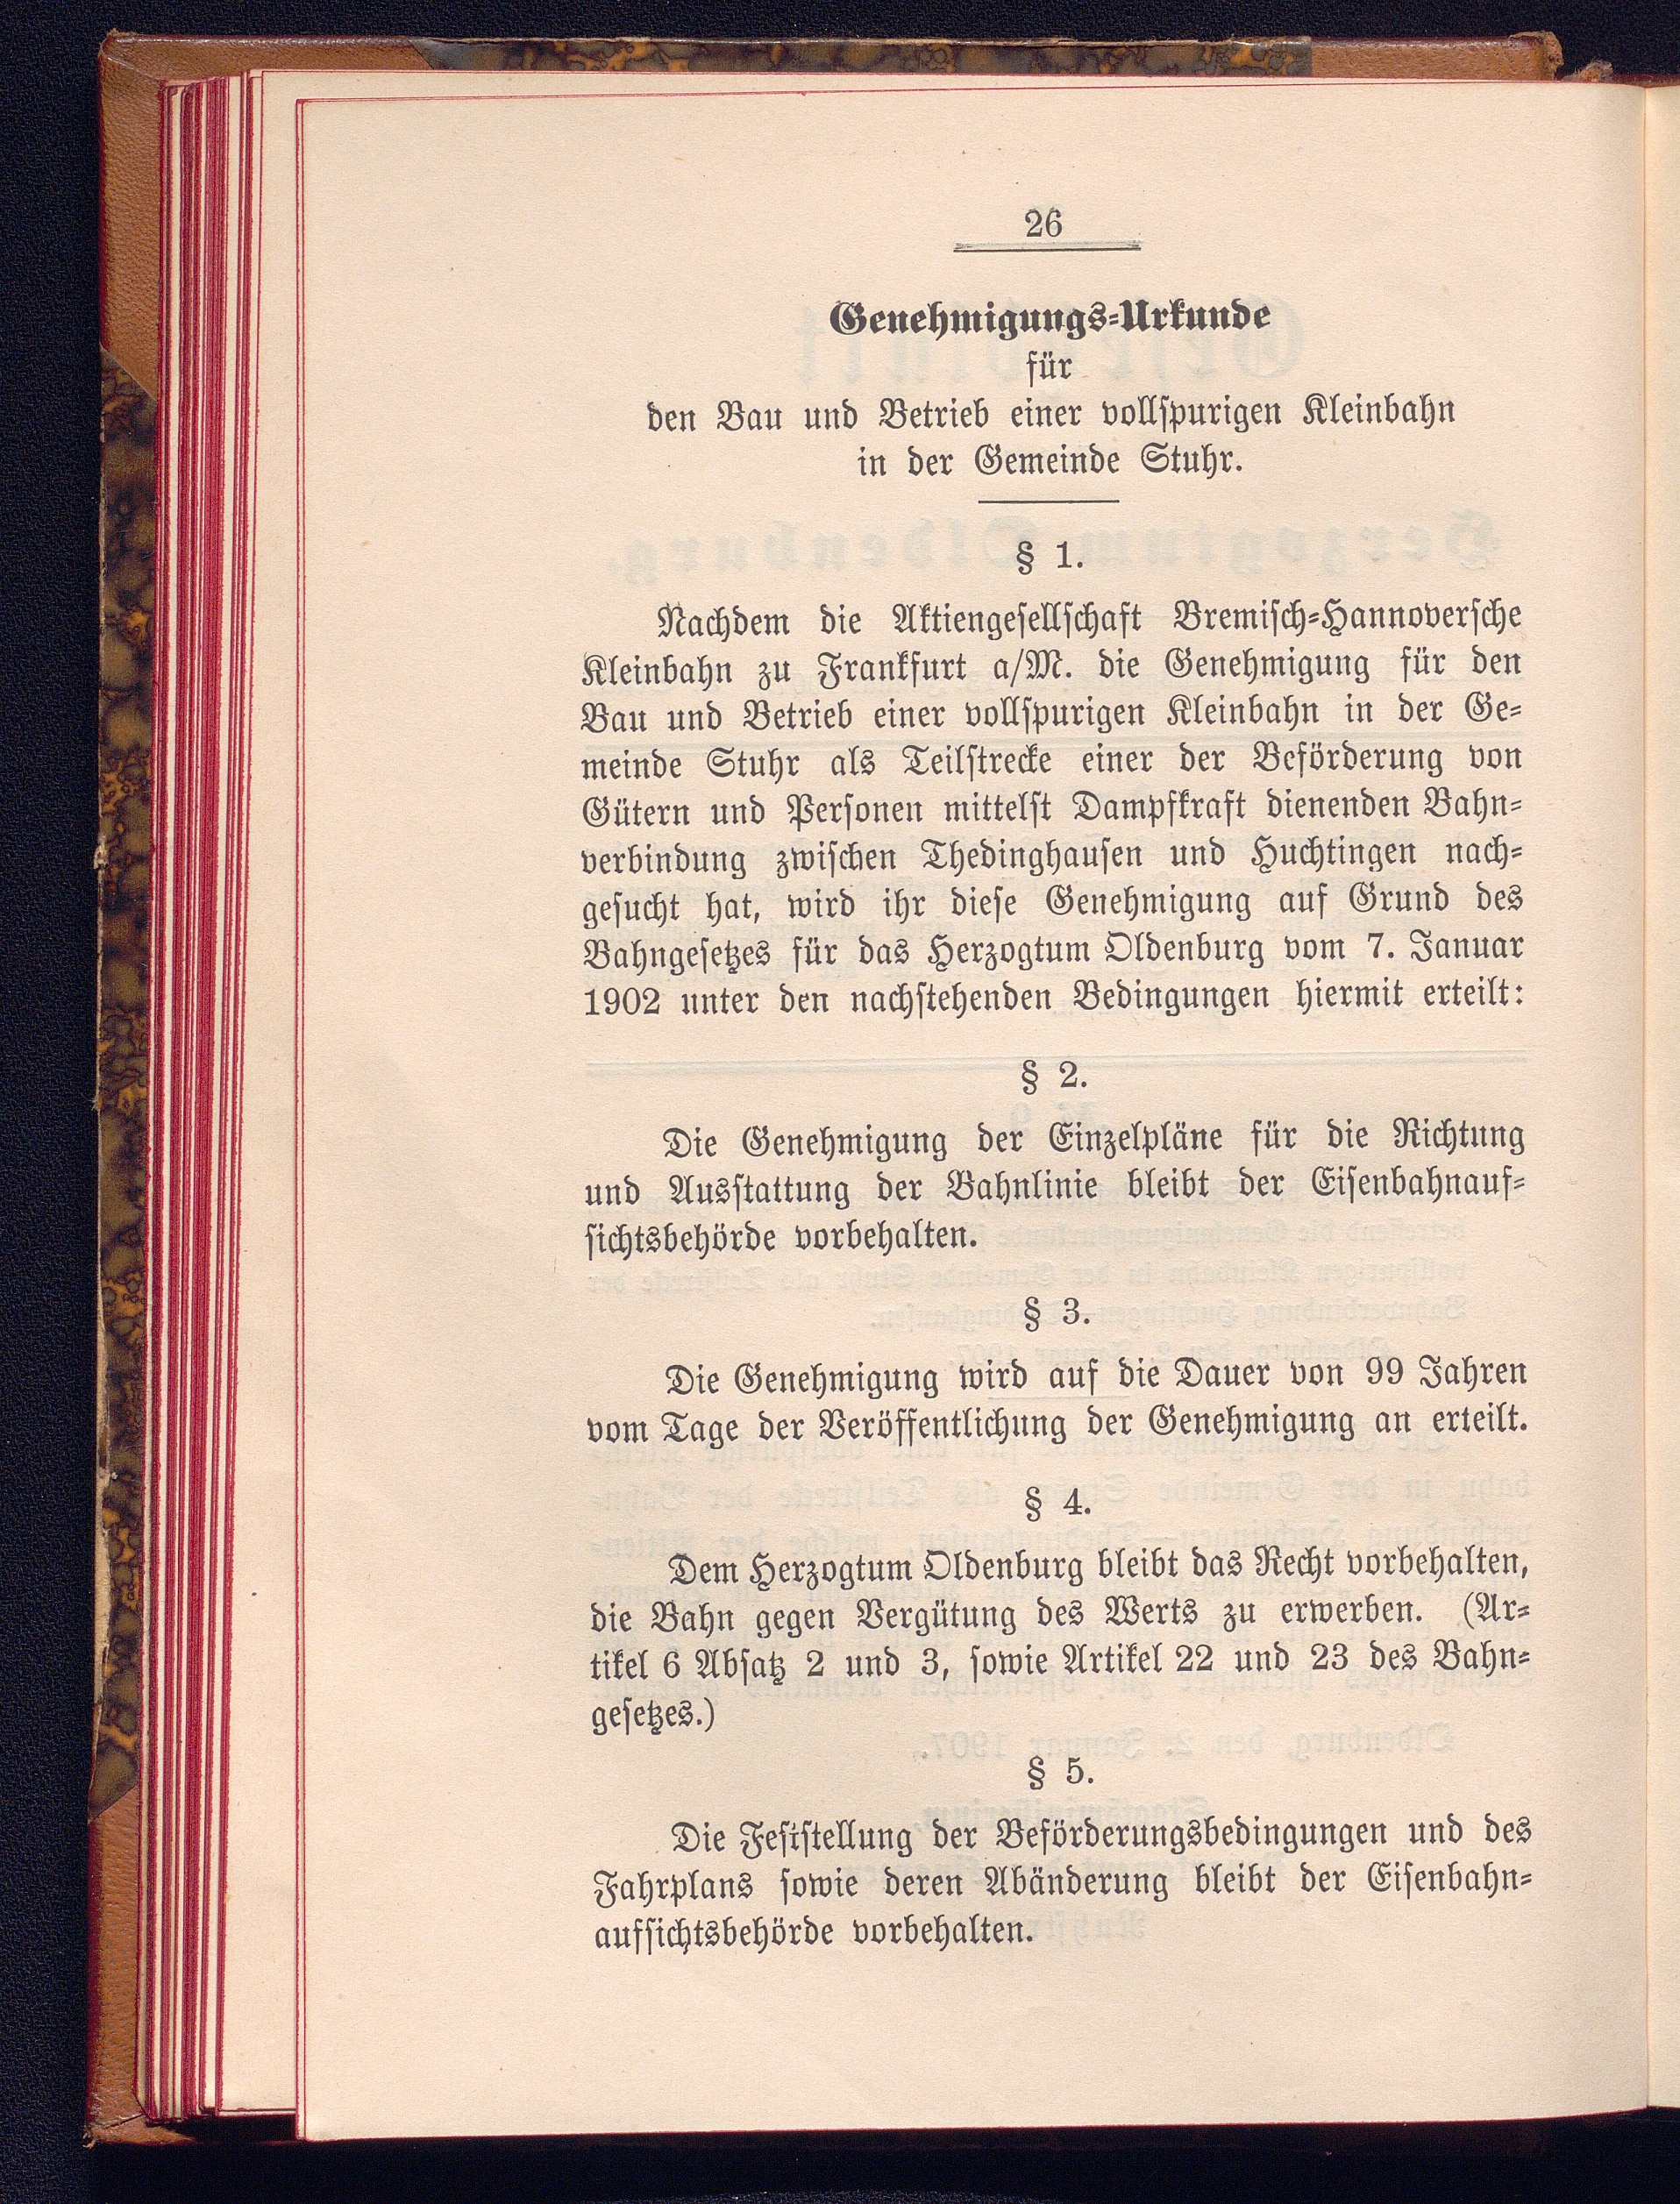 26
Genehmigungs-Urkunde
für
den Bau und Betrieb einer vollspurigen Kleinbahn
in der Gemeinde Stuhr.
§ 1.
Nachdem die Aktiengesellschaft Bremisch-Hannoversche
Kleinbahn zu Frankfurt a/M. die Genehmigung für den
Bau und Betrieb einer vollspurigen Kleinbahn in der Ge-
meinde Stuhr als Teilstrecke einer der Beförderung von
Gütern und Personen mittelst Dampfkraft dienenden Bahn-
verbindung zwischen Thedinghausen und Huchtingen nach-
gesucht hat, wird ihr diese Genehmigung auf Grund des
Bahngesetzes für das Herzogtum Oldenburg vom 7. Januar
1902 unter den nachstehenden Bedingungen hiermit erteilt:
§ 2.
Die Genehmigung der Einzelpläne für die Richtung
und Ausstattung der Bahnlinie bleibt der Eisenbahnauf-
sichtsbehörde vorbehalten.
§ 3.
Die Genehmigung wird auf die Dauer von 99 Jahren
vom Tage der Veröffentlichung der Genehmigung an erteilt.
§ 4.
Dem Herzogtum Oldenburg bleibt das Recht vorbehalten,
die Bahn gegen Vergütung des Werts zu erwerben. (Ar-
tikel 6 Absatz 2 und 3, sowie Artikel 22 und 23 des Bahn-
gesetzes.)
§ 5.
Die Feststellung der Beförderungsbedingungen und des
Fahrplans sowie deren Abänderung bleibt der Eisenbahn-
aufsichtsbehörde vorbehalten.